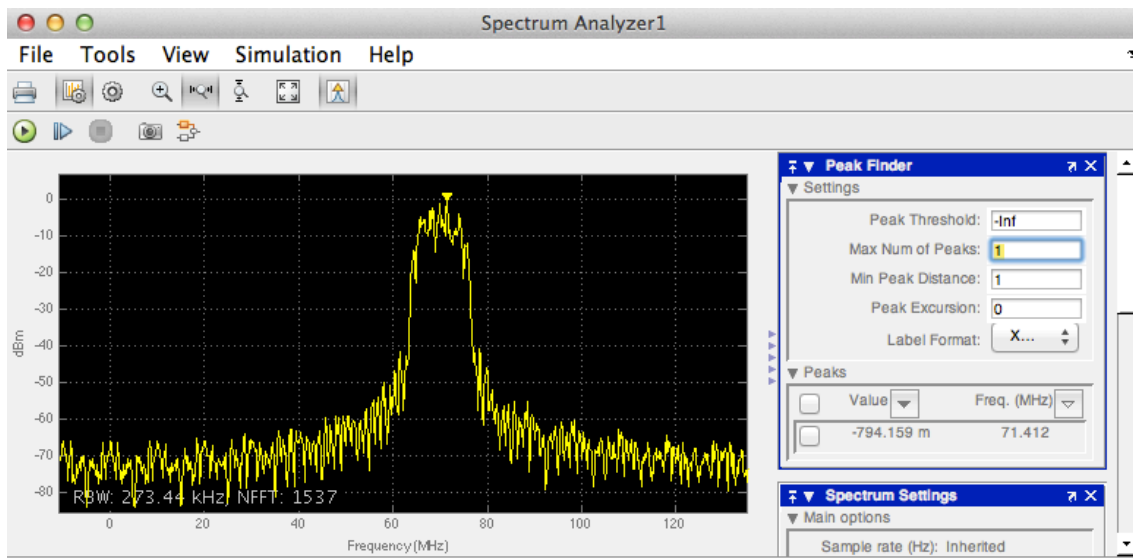 Spectrum Analyzer1
File Tools View Simulation Help
0
-10
-20
-30
-40
-50
-60
-70
-80
dBm
RBW: 273.44 kHz, NFFT: 1537
0 20 40 60 80 100 120
Frequency (MHz)
Peak Finder
Settings
Peak Threshold: -Inf
Max Num of Peaks: 1
Min Peak Distance: 1
Peak Excursion: 0
Label Format: X...
Peaks
Value Freq. (MHz)
-794.159 m 71.412
Spectrum Settings
Main options
Sample rate (Hz): Inherited